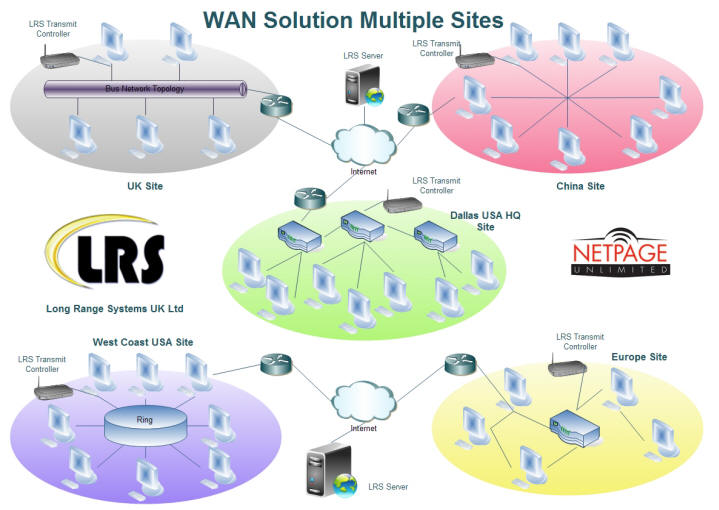 WAN Solution Multiple Sites
LRS Transmit
Controller
Bus Network Topology
UK Site
LRS Server
Internet
LRS Transmit
Controller
China Site
LRS Transmit
Controller
Dallas USA HQ
Site
LRS
Long Range Systems UK Ltd
NETPAGE
UNLIMITED
West Coast USA Site
LRS Transmit
Controller
Ring
Internet
LRS Server
LRS Transmit
Controller
Europe Site